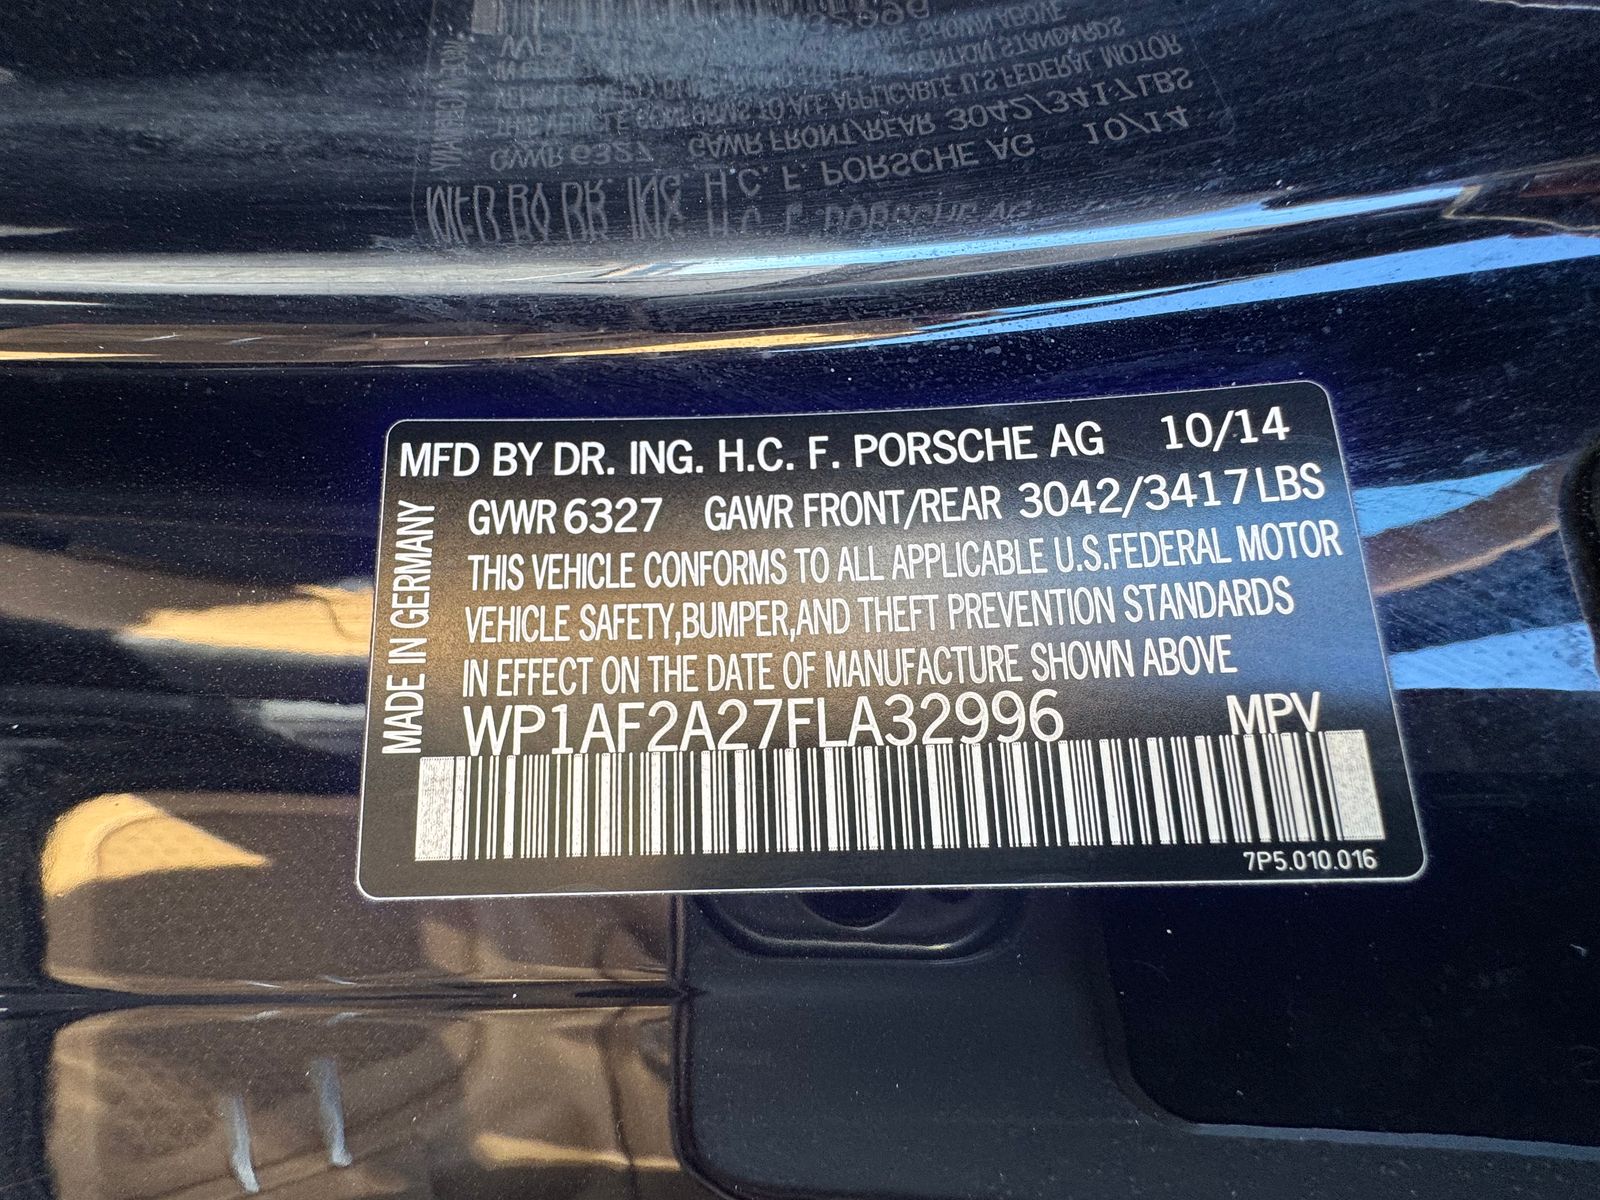 MFD BY DR. ING. H.C. F. PORSCHE AG 10/14
GVWR 6327 GAWR FRONT/REAR 3042/3417LBS
THIS VEHICLE CONFORMS TO ALL APPLICABLE U.S.FEDERAL MOTOR
VEHICLE SAFETY,BUMPER,AND THEFT PREVENTION STANDARDS
IN EFFECT ON THE DATE OF MANUFACTURE SHOWN ABOVE
WP1AF2A27FLA32996 MPV
7P5.010.016
MADE IN GERMANY